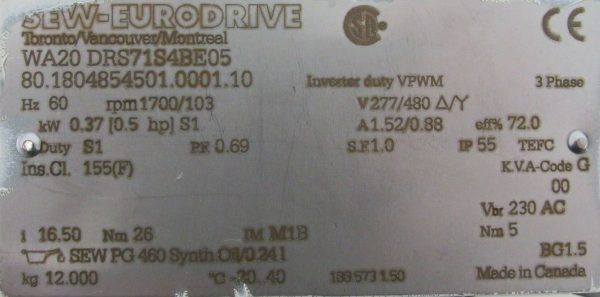 SEW-EURODRIVE
Toronto/Vancouver/Montreal
WA20 DRS71S4BE05
80.1804854501.0001.10 Inverter duty VPWM 3 Phase
Hz 60 rpm 1700/103 V 277/480 Δ/Y
kW 0.37 [0.5 hp] S1 A 1.52/0.88 eff% 72.0
Duty S1 P.F. 0.69 S.F. 1.0 IP 55 TEFC
Ins.Cl. 155(F) K.V.A-Code G
00
Vbr 230 AC
i 16.50 Nm 26 IM M1B Nm 5
SEW PG 460 Synth.Oil/0.24 l BG1.5
kg 12.000 °C -20..40 188 573 1.50 Made in Canada
CSA
CE